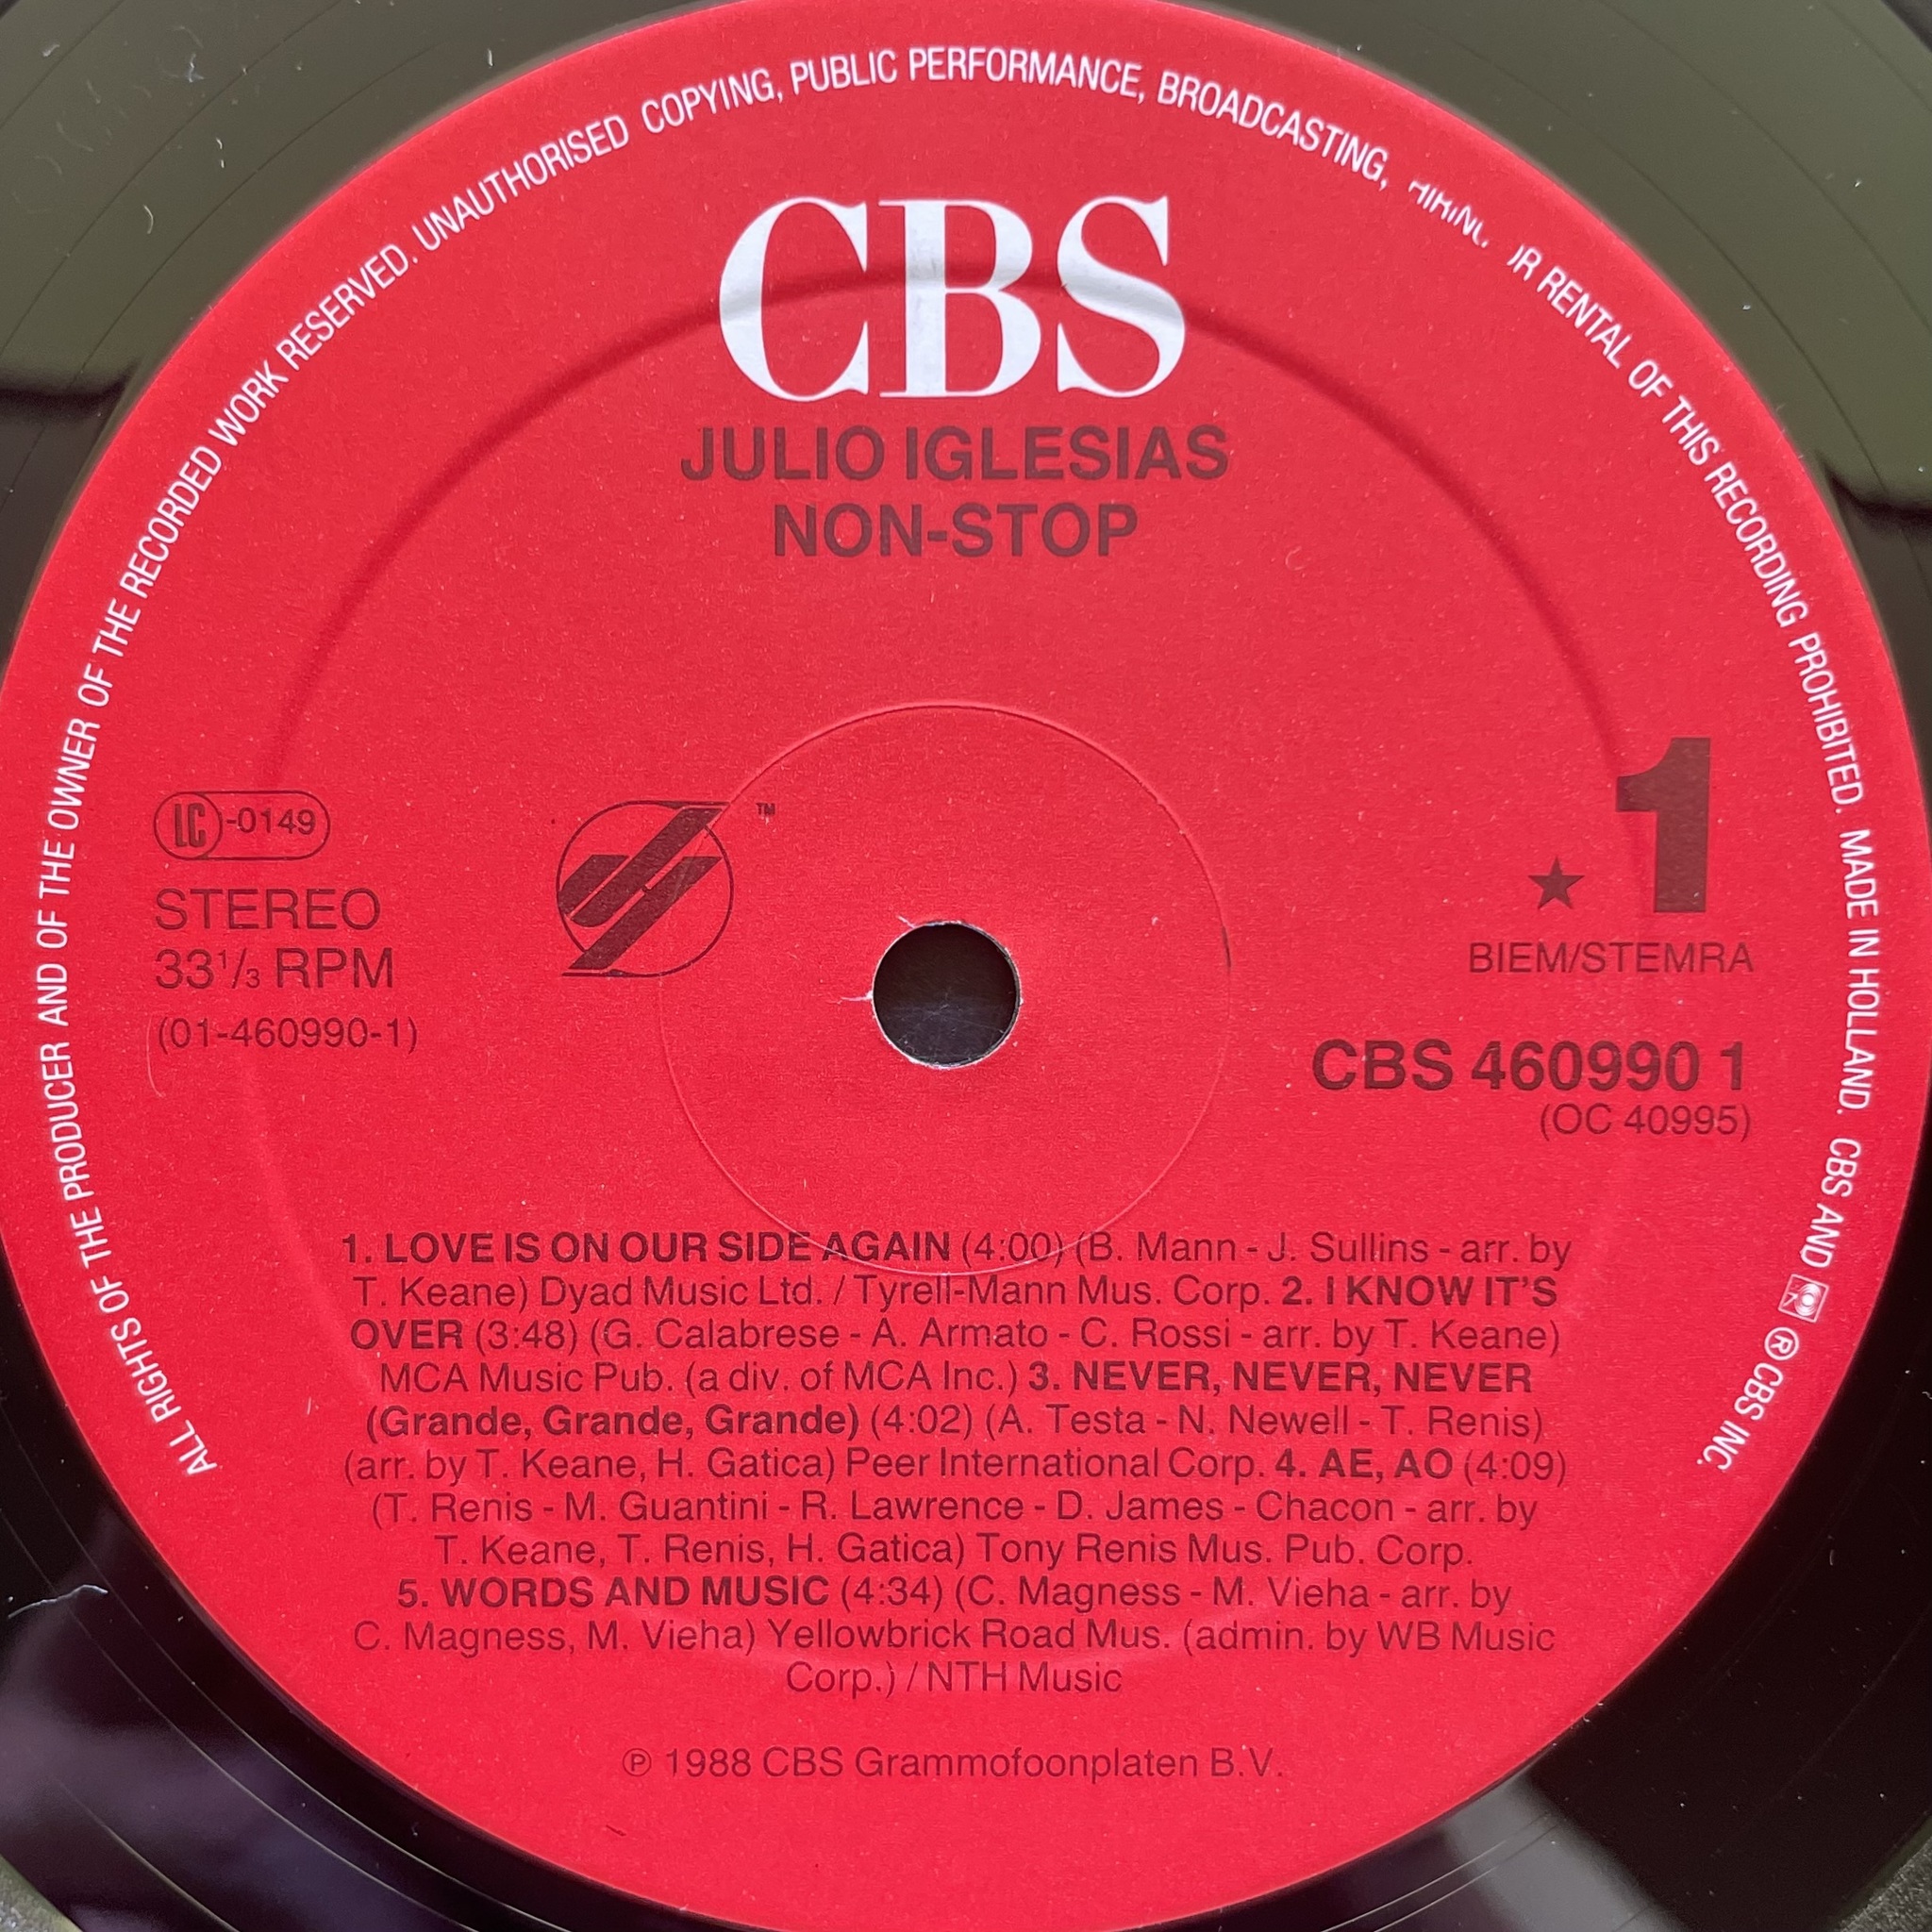 ALL RIGHTS OF THE PRODUCER AND OF THE OWNER OF THE RECORDED WORK RESERVED. UNAUTHORISED COPYING, PUBLIC PERFORMANCE, BROADCASTING, OR RENTAL OF THIS RECORDING PROHIBITED. MADE IN HOLLAND. CBS AND ® CBS INC.
CBS
JULIO IGLESIAS
NON-STOP
1
LC-0149
TM
STEREO
BIEM/STEMRA
33 1/3 RPM
(01-460990-1)
CBS 460990 1
(OC 40995)
1. LOVE IS ON OUR SIDE AGAIN (4:00) (B. Mann - J. Sullins - arr. by
T. Keane) Dyad Music Ltd. / Tyrell-Mann Mus. Corp. 2. I KNOW IT'S
OVER (3:48) (G. Calabrese - A. Armato - C. Rossi - arr. by T. Keane)
MCA Music Pub. (a div. of MCA Inc.) 3. NEVER, NEVER, NEVER
(Grande, Grande, Grande) (4:02) (A. Testa - N. Newell - T. Renis)
(arr. by T. Keane, H. Gatica) Peer International Corp. 4. AE, AO (4:09)
(T. Renis - M. Guantini - R. Lawrence - D. James - Chacon - arr. by
T. Keane, T. Renis, H. Gatica) Tony Renis Mus. Pub. Corp.
5. WORDS AND MUSIC (4:34) (C. Magness - M. Vieha - arr. by
C. Magness, M. Vieha) Yellowbrick Road Mus. (admin. by WB Music
Corp.) / NTH Music
℗ 1988 CBS Grammofoonplaten B.V.